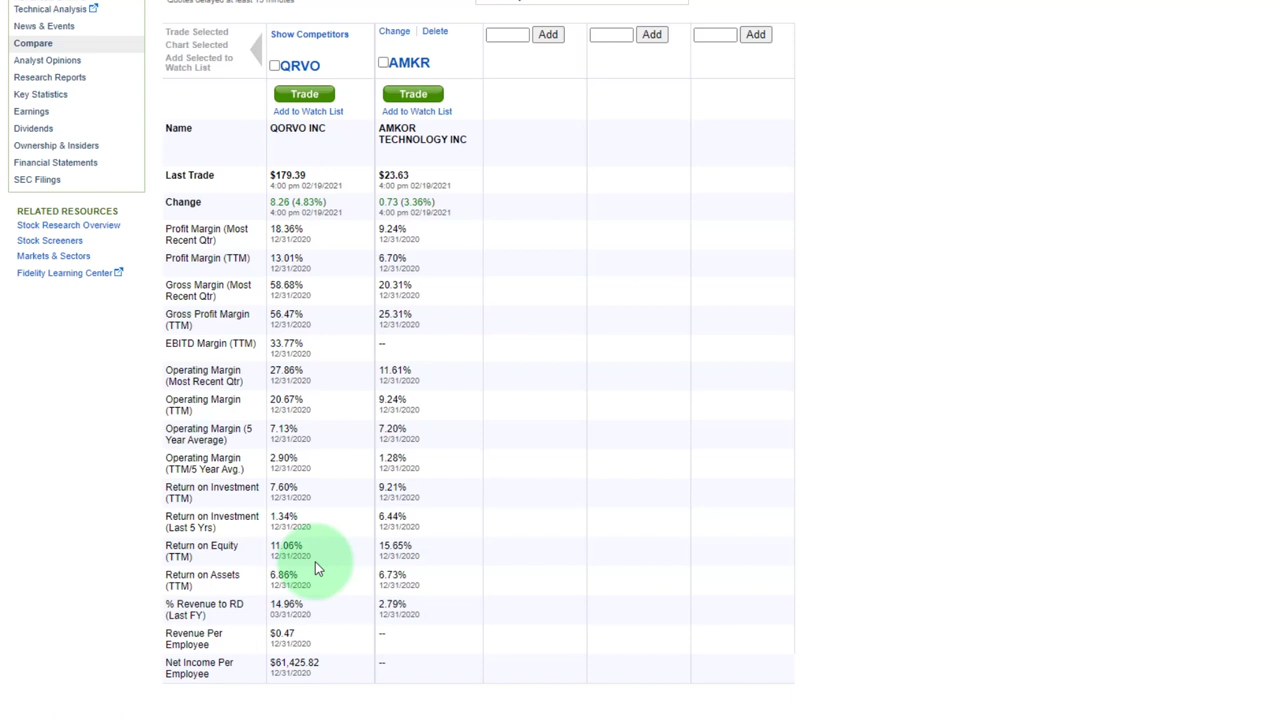 Technical Analysis
News & Events
Compare
Analyst Opinions
Research Reports
Key Statistics
Earnings
Dividends
Ownership & Insiders
Financial Statements
SEC Filings
RELATED RESOURCES
Stock Research Overview
Stock Screeners
Markets & Sectors
Fidelity Learning Center
Quotes delayed at least 15 minutes
Trade Selected
Chart Selected
Add Selected to
Watch List
Show Competitors
QRVO
Change | Delete
AMKR
Add
Add
Add
Trade
Add to Watch List
Trade
Add to Watch List
Name
QORVO INC
AMKOR
TECHNOLOGY INC
Last Trade
$179.39
4:00 pm 02/19/2021
$23.63
4:00 pm 02/19/2021
Change
8.26 (4.83%)
4:00 pm 02/19/2021
0.73 (3.36%)
4:00 pm 02/19/2021
Profit Margin (Most
Recent Qtr)
18.36%
12/31/2020
9.24%
12/31/2020
Profit Margin (TTM)
13.01%
12/31/2020
6.70%
12/31/2020
Gross Margin (Most
Recent Qtr)
58.68%
12/31/2020
20.31%
12/31/2020
Gross Profit Margin
(TTM)
56.47%
12/31/2020
25.31%
12/31/2020
EBITD Margin (TTM)
33.77%
12/31/2020
--
Operating Margin
(Most Recent Qtr)
27.86%
12/31/2020
11.61%
12/31/2020
Operating Margin
(TTM)
20.67%
12/31/2020
9.24%
12/31/2020
Operating Margin (5
Year Average)
7.13%
12/31/2020
7.20%
12/31/2020
Operating Margin
(TTM/5 Year Avg.)
2.90%
12/31/2020
1.28%
12/31/2020
Return on Investment
(TTM)
7.60%
12/31/2020
9.21%
12/31/2020
Return on Investment
(Last 5 Yrs)
1.34%
12/31/2020
6.44%
12/31/2020
Return on Equity
(TTM)
11.06%
12/31/2020
15.65%
12/31/2020
Return on Assets
(TTM)
6.86%
12/31/2020
6.73%
12/31/2020
% Revenue to RD
(Last FY)
14.96%
03/31/2020
2.79%
12/31/2020
Revenue Per
Employee
$0.47
12/31/2020
--
Net Income Per
Employee
$61,425.82
12/31/2020
--